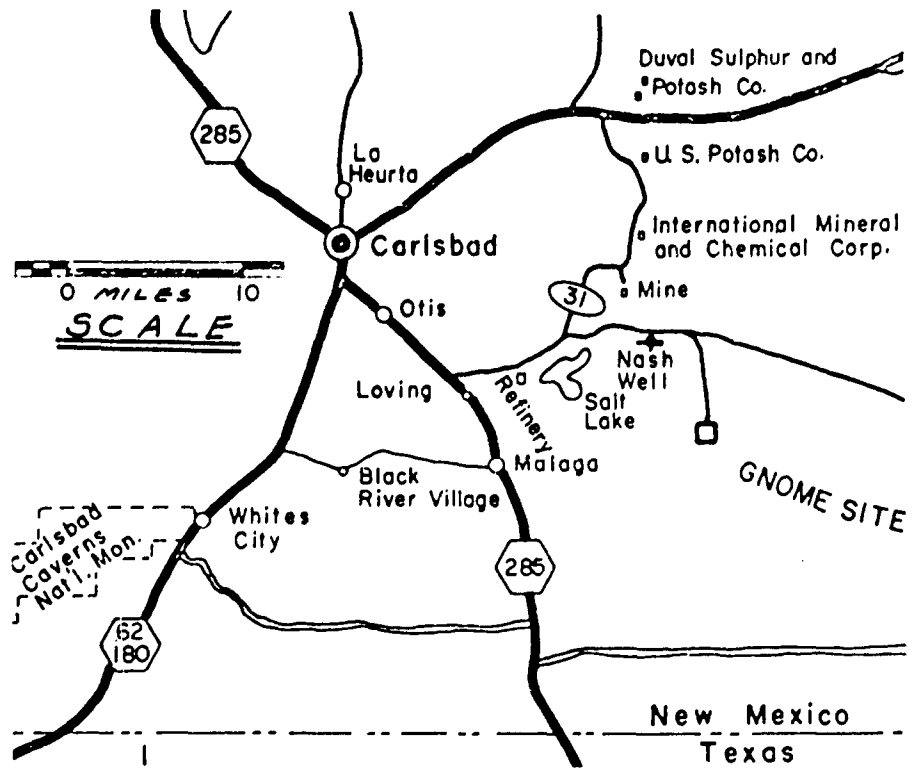 Duval Sulphur and
Potash Co.
285
La
Heurta
U. S. Potash Co.
International Mineral
and Chemical Corp.
Carlsbad
0 MILES 10
SCALE
31
Mine
Otis
Nash
Well
Loving
Refinery
Salt
Lake
Malaga
Black
River Village
GNOME SITE
Whites
City
Carlsbad
Caverns
Nat'l. Mon.
285
62
180
New Mexico
Texas